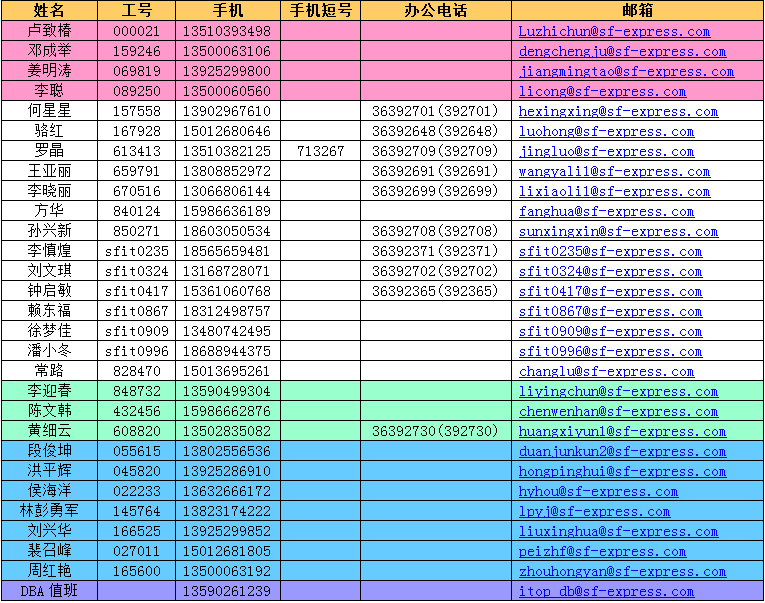 姓名 工号 手机 手机短号 办公电话 邮箱
卢致椿 000021 13510393498 Luzhichun@sf-express.com
邓成举 159246 13500063106 dengchengju@sf-express.com
姜明涛 069819 13925299800 jiangmingtao@sf-express.com
李聪 089250 13500060560 licong@sf-express.com
何星星 157558 13902967610 36392701(392701) hexingxing@sf-express.com
骆红 167928 15012680646 36392648(392648) luohong@sf-express.com
罗晶 613413 13510382125 713267 36392709(392709) jingluo@sf-express.com
王亚丽 659791 13808852972 36392691(392691) wangyali1@sf-express.com
李晓丽 670516 13066806144 36392699(392699) lixiaoli1@sf-express.com
方华 840124 15986636189 fanghua@sf-express.com
孙兴新 850271 18603050534 36392708(392708) sunxingxin@sf-express.com
李慎煌 sfit0235 18565659481 36392371(392371) sfit0235@sf-express.com
刘文琪 sfit0324 13168728071 36392702(392702) sfit0324@sf-express.com
钟启敏 sfit0417 15361060768 36392365(392365) sfit0417@sf-express.com
赖东福 sfit0867 18312498757 sfit0867@sf-express.com
徐梦佳 sfit0909 13480742495 sfit0909@sf-express.com
潘小冬 sfit0996 18688944375 sfit0996@sf-express.com
常路 828470 15013695261 changlu@sf-express.com
李迎春 848732 13590499304 liyingchun@sf-express.com
陈文韩 432456 15986662876 chenwenhan@sf-express.com
黄细云 608820 13502835082 36392730(392730) huangxiyun1@sf-express.com
段俊坤 055615 13802556536 duanjunkun2@sf-express.com
洪平辉 045820 13925286910 hongpinghui@sf-express.com
侯海洋 022233 13632666172 hyhou@sf-express.com
林彭勇军 145764 13823174222 lpyj@sf-express.com
刘兴华 166525 13925299852 liuxinghua@sf-express.com
裴召峰 027011 15012681805 peizhf@sf-express.com
周红艳 165600 13500063192 zhouhongyan@sf-express.com
DBA 值班 13590261239 itop_db@sf-express.com